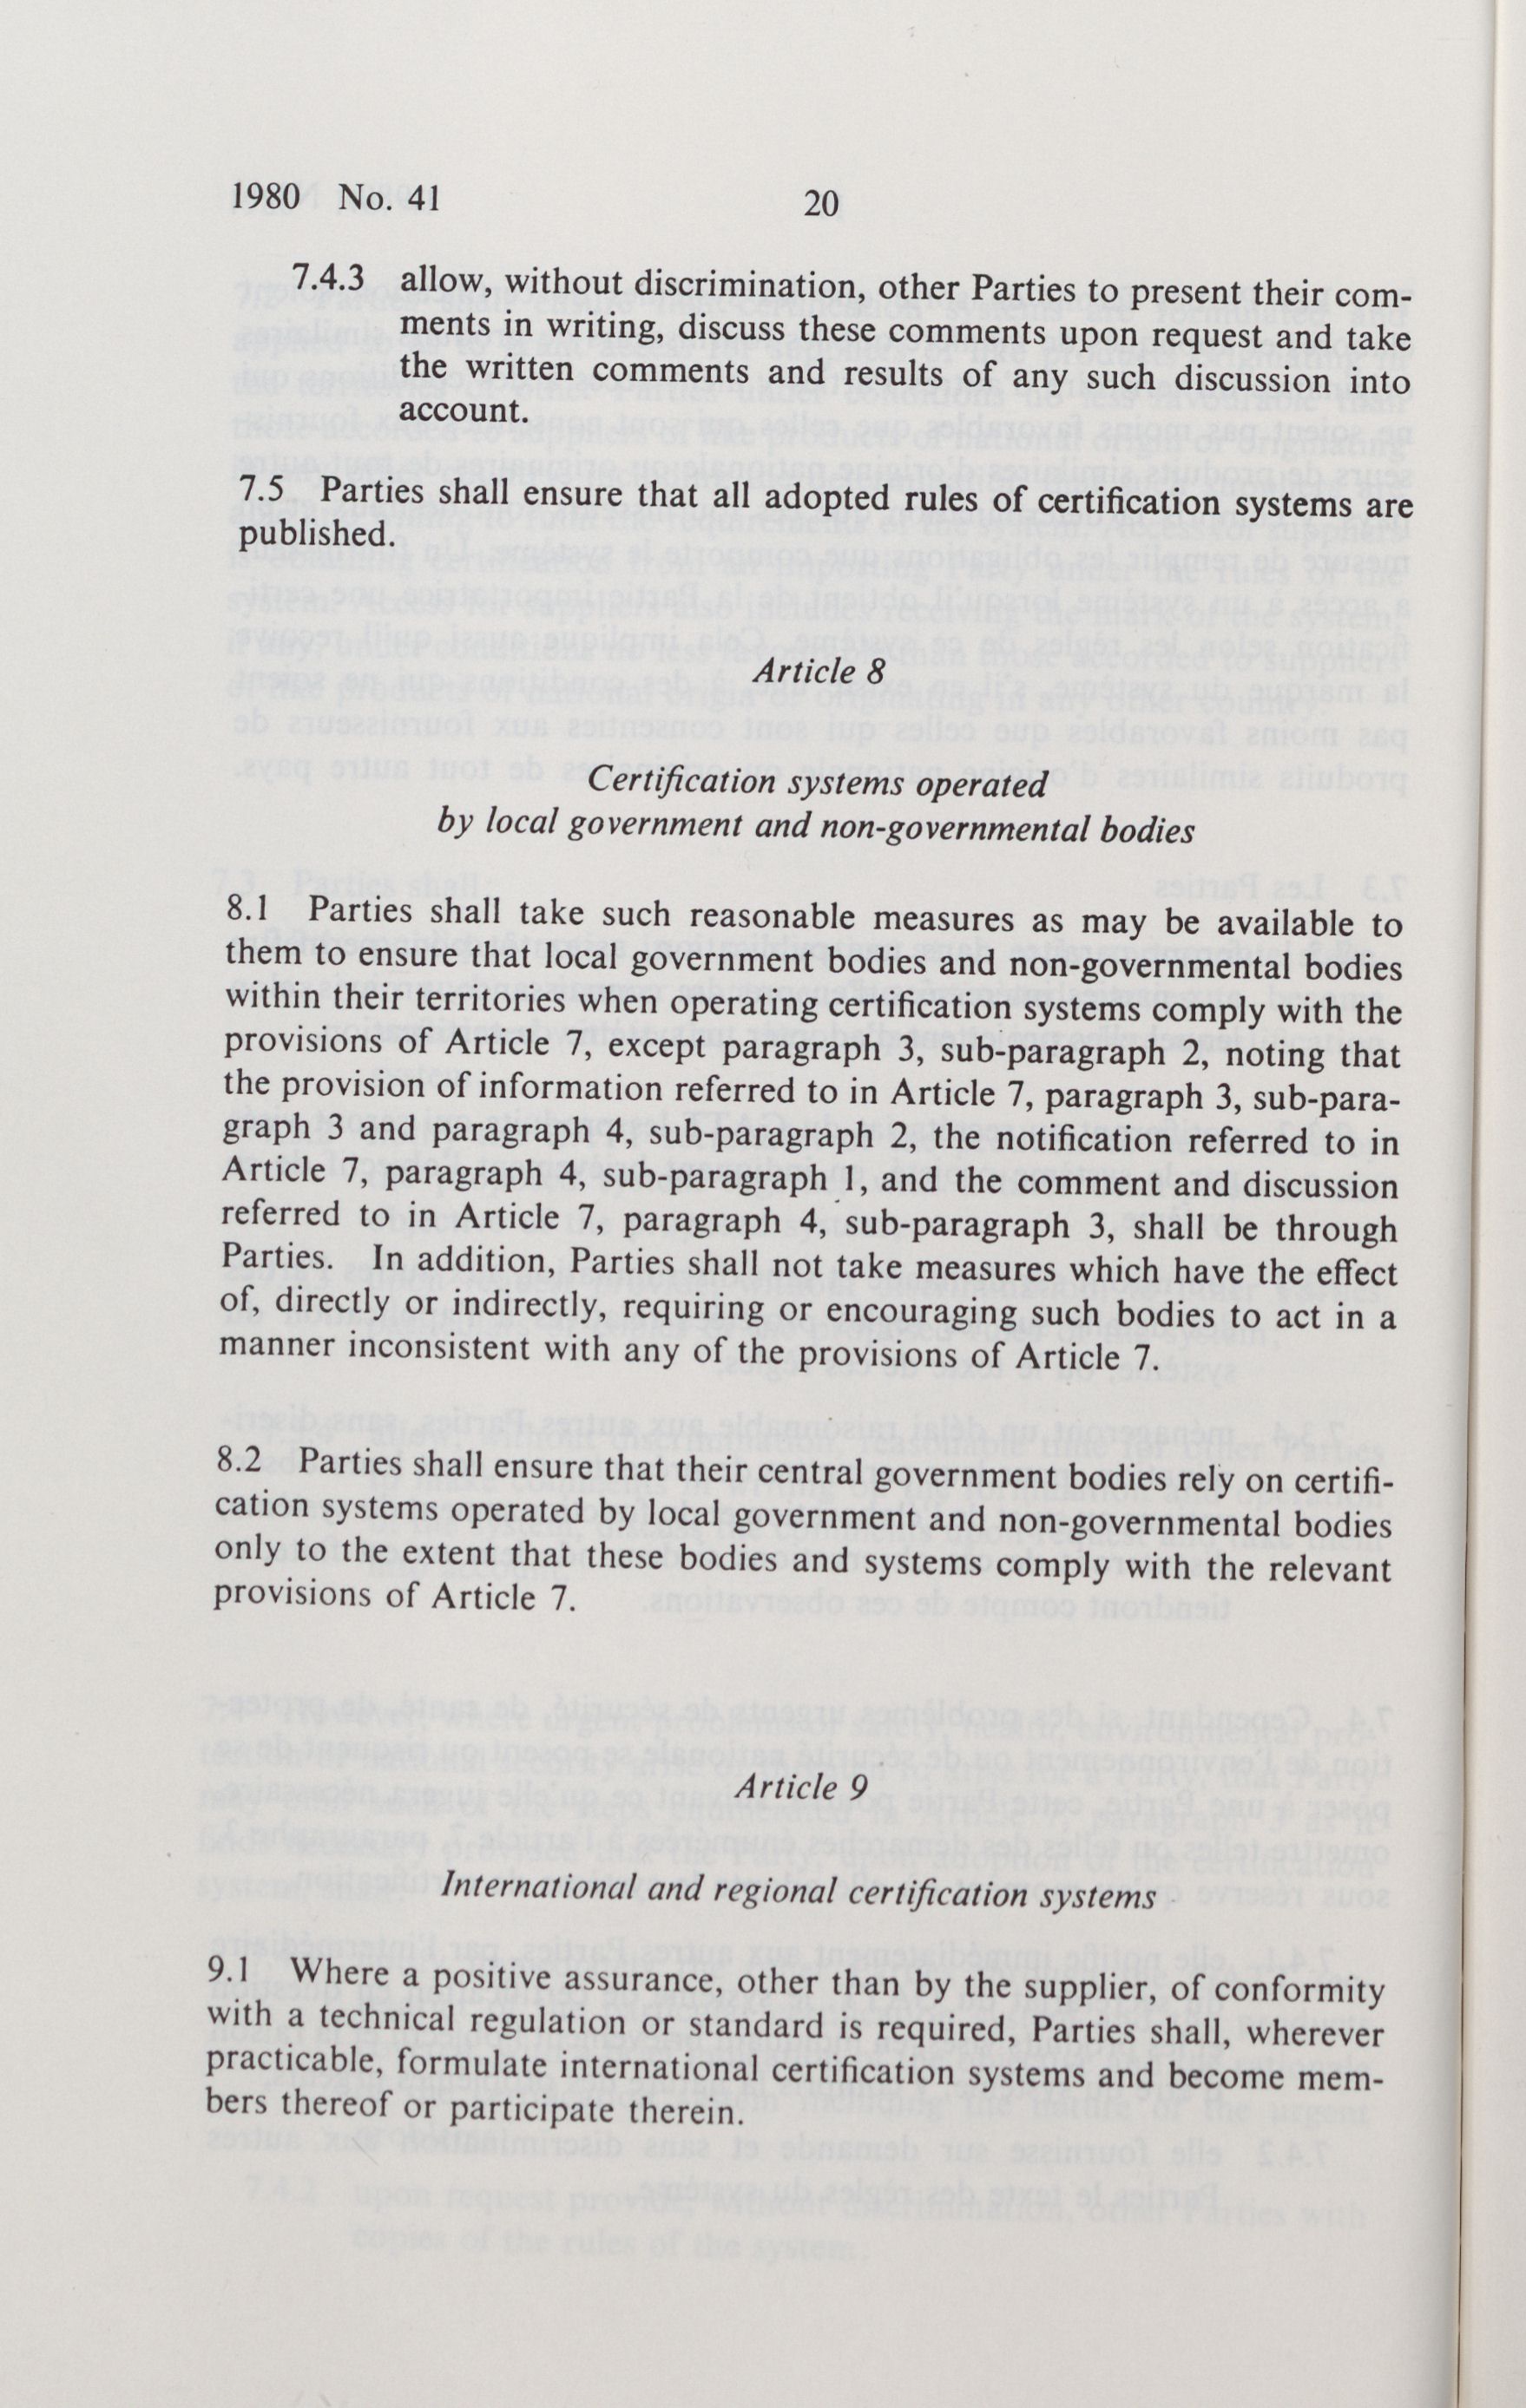 1980 No. 41 20
7.4.3 allow, without discrimination, other Parties to present their com-
ments in writing, discuss these comments upon request and take
the written comments and results of any such discussion into
account.
7.5 Parties shall ensure that all adopted rules of certification systems are
published.
Article 8
Certification systems operated
by local government and non-governmental bodies
8.1 Parties shall take such reasonable measures as may be available to
them to ensure that local government bodies and non-governmental bodies
within their territories when operating certification systems comply with the
provisions of Article 7, except paragraph 3, sub-paragraph 2, noting that
the provision of information referred to in Article 7, paragraph 3, sub-para-
graph 3 and paragraph 4, sub-paragraph 2, the notification referred to in
Article 7, paragraph 4, sub-paragraph 1, and the comment and discussion
referred to in Article 7, paragraph 4, sub-paragraph 3, shall be through
Parties. In addition, Parties shall not take measures which have the effect
of, directly or indirectly, requiring or encouraging such bodies to act in a
manner inconsistent with any of the provisions of Article 7.
8.2 Parties shall ensure that their central government bodies rely on certifi-
cation systems operated by local government and non-governmental bodies
only to the extent that these bodies and systems comply with the relevant
provisions of Article 7.
Article 9
International and regional certification systems
9.1 Where a positive assurance, other than by the supplier, of conformity
with a technical regulation or standard is required, Parties shall, wherever
practicable, formulate international certification systems and become mem-
bers thereof or participate therein.